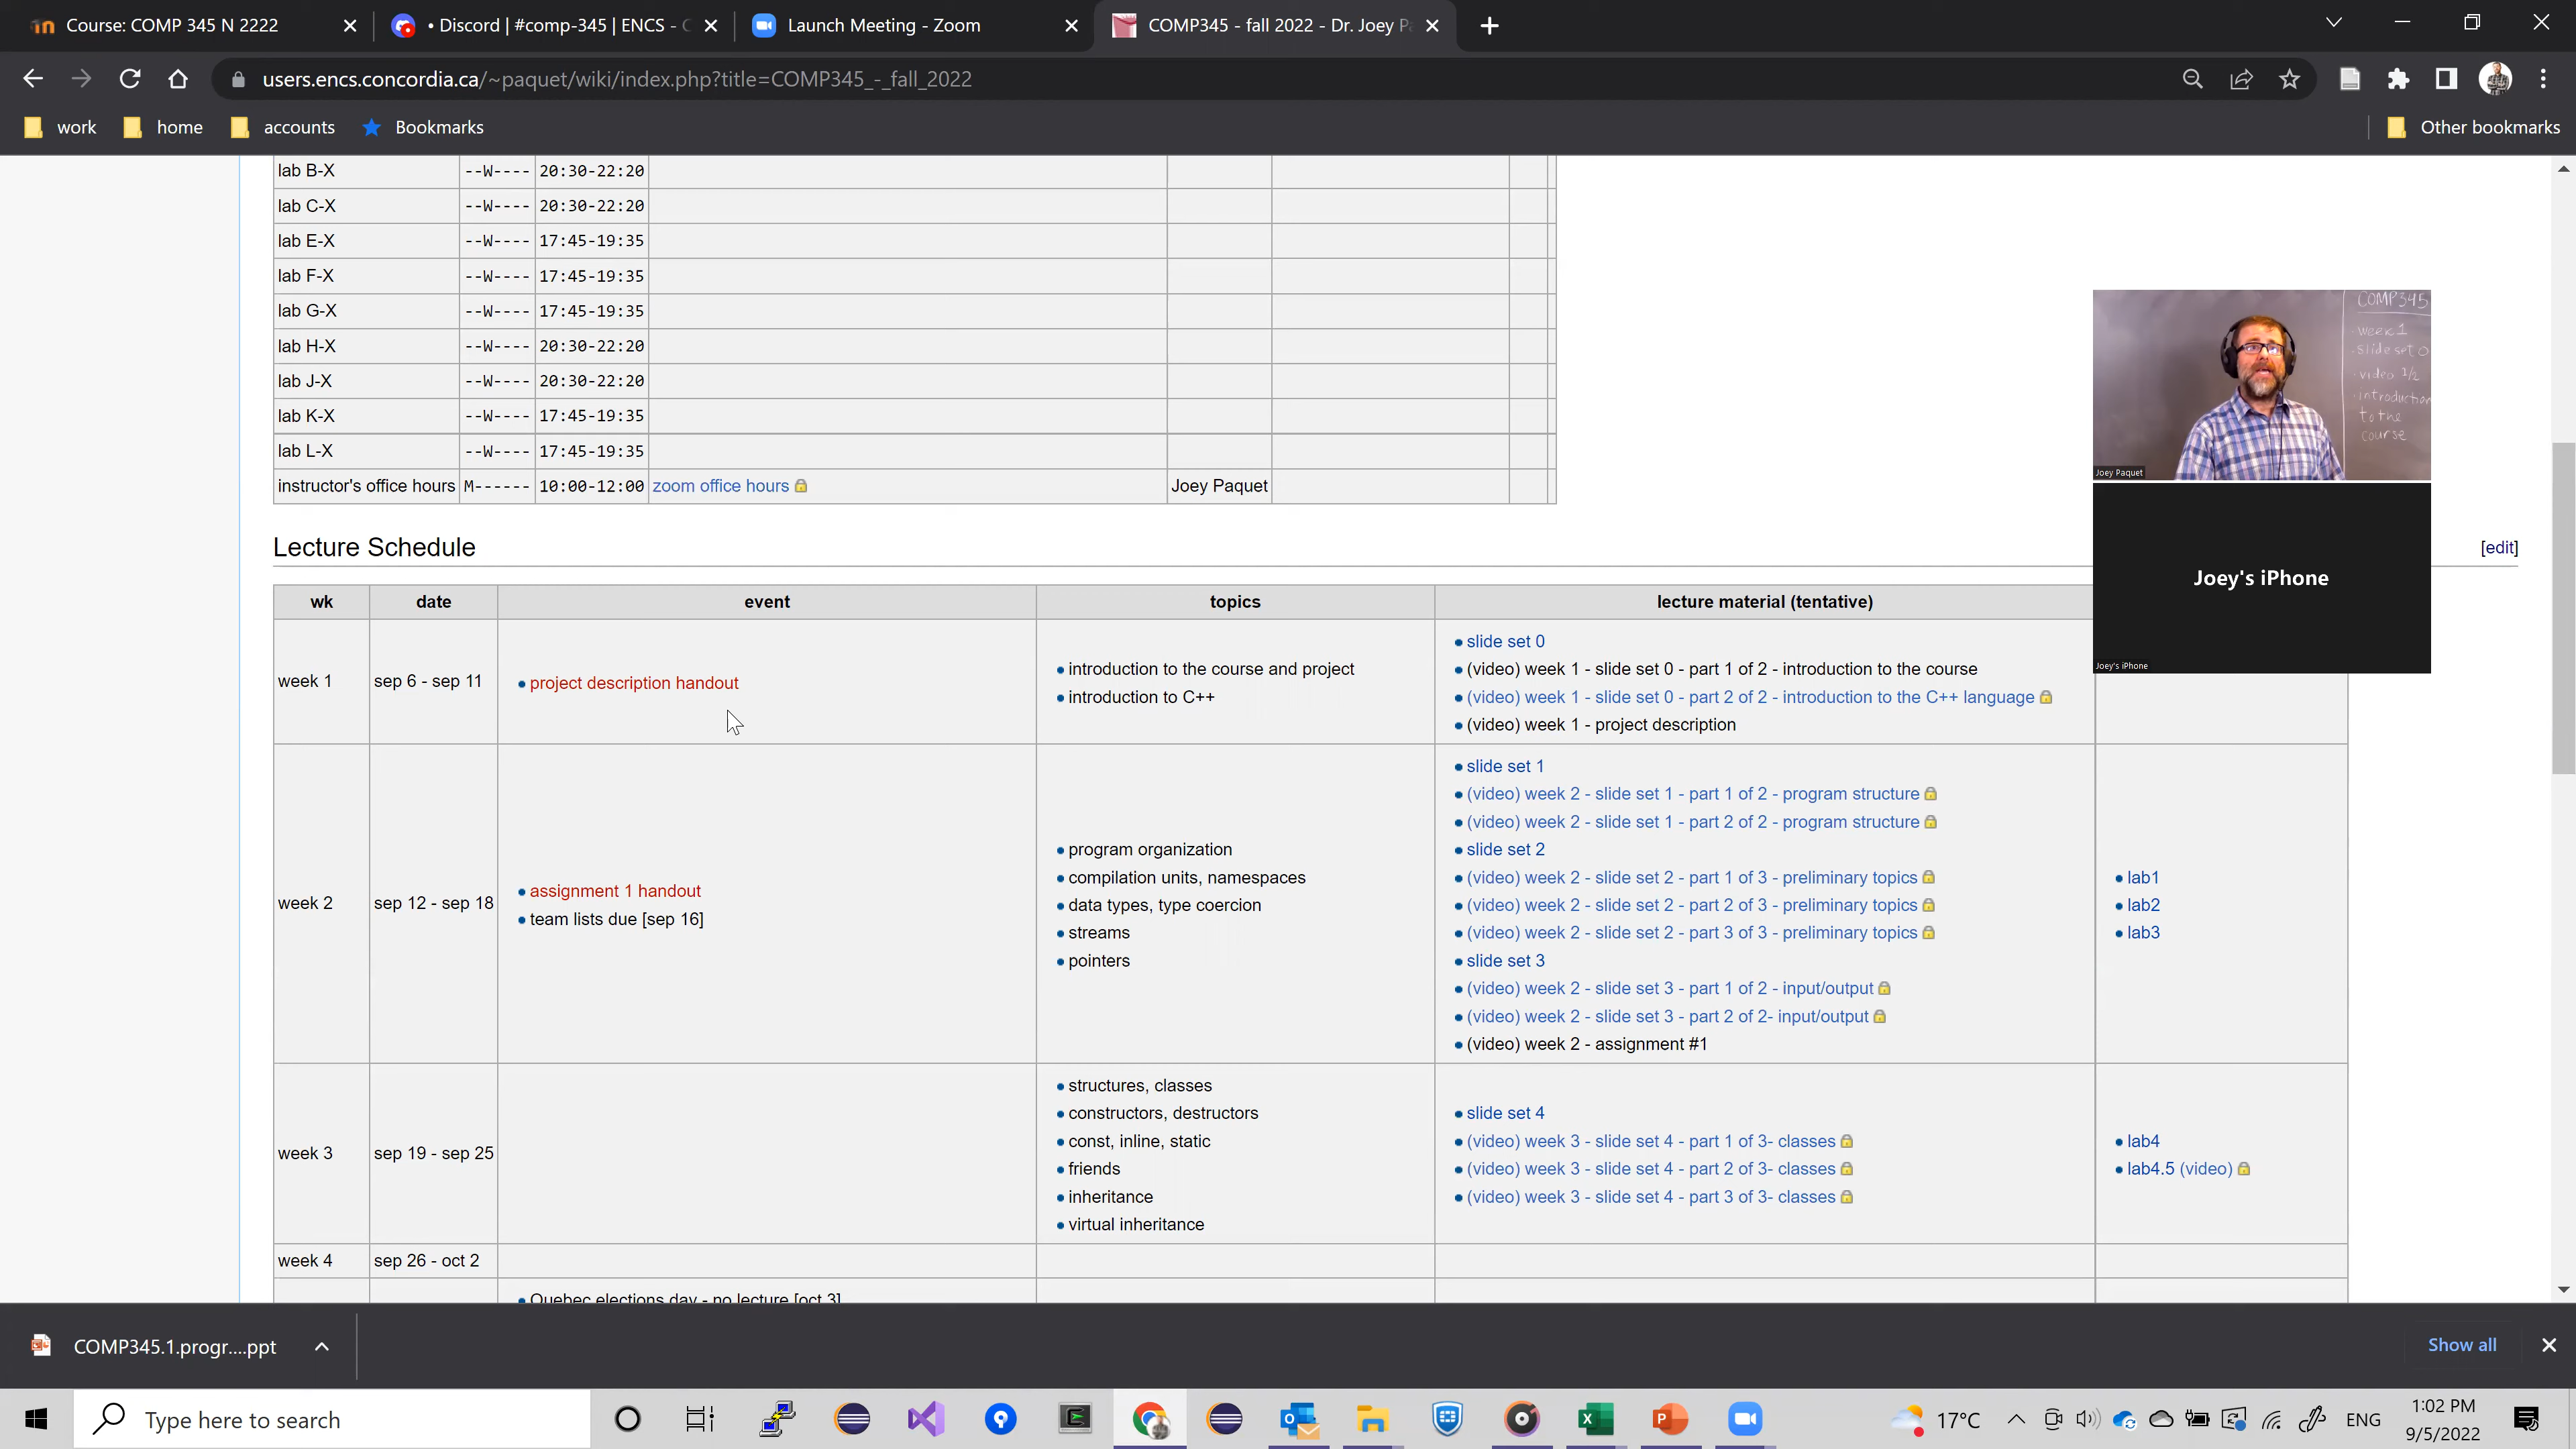 Course: COMP 345 N 2222
• Discord | #comp-345 | ENCS - C
Launch Meeting - Zoom
COMP345 - fall 2022 - Dr. Joey P
users.encs.concordia.ca/~paquet/wiki/index.php?title=COMP345_-_fall_2022
work
home
accounts
Bookmarks
Other bookmarks
lab B-X --W---- 20:30-22:20
lab C-X --W---- 20:30-22:20
lab E-X --W---- 17:45-19:35
lab F-X --W---- 17:45-19:35
lab G-X --W---- 17:45-19:35
lab H-X --W---- 20:30-22:20
lab J-X --W---- 20:30-22:20
lab K-X --W---- 17:45-19:35
lab L-X --W---- 17:45-19:35
instructor's office hours M------ 10:00-12:00 zoom office hours Joey Paquet
COMP345
· week 1
· slide set 0
· video 1/2
· introduction
to the
course
Joey Paquet
Joey's iPhone
Joey's iPhone
Lecture Schedule
[edit]
wk date event topics lecture material (tentative)
week 1
sep 6 - sep 11
• project description handout
• introduction to the course and project
• introduction to C++
• slide set 0
• (video) week 1 - slide set 0 - part 1 of 2 - introduction to the course
• (video) week 1 - slide set 0 - part 2 of 2 - introduction to the C++ language
• (video) week 1 - project description
week 2
sep 12 - sep 18
• assignment 1 handout
• team lists due [sep 16]
• program organization
• compilation units, namespaces
• data types, type coercion
• streams
• pointers
• slide set 1
• (video) week 2 - slide set 1 - part 1 of 2 - program structure
• (video) week 2 - slide set 1 - part 2 of 2 - program structure
• slide set 2
• (video) week 2 - slide set 2 - part 1 of 3 - preliminary topics
• (video) week 2 - slide set 2 - part 2 of 3 - preliminary topics
• (video) week 2 - slide set 2 - part 3 of 3 - preliminary topics
• slide set 3
• (video) week 2 - slide set 3 - part 1 of 2 - input/output
• (video) week 2 - slide set 3 - part 2 of 2- input/output
• (video) week 2 - assignment #1
• lab1
• lab2
• lab3
week 3
sep 19 - sep 25
• structures, classes
• constructors, destructors
• const, inline, static
• friends
• inheritance
• virtual inheritance
• slide set 4
• (video) week 3 - slide set 4 - part 1 of 3- classes
• (video) week 3 - slide set 4 - part 2 of 3- classes
• (video) week 3 - slide set 4 - part 3 of 3- classes
• lab4
• lab4.5 (video)
week 4
sep 26 - oct 2
• Quebec elections day - no lecture [oct 3]
COMP345.1.progr....ppt
Show all
Type here to search
17°C
ENG
1:02 PM
9/5/2022